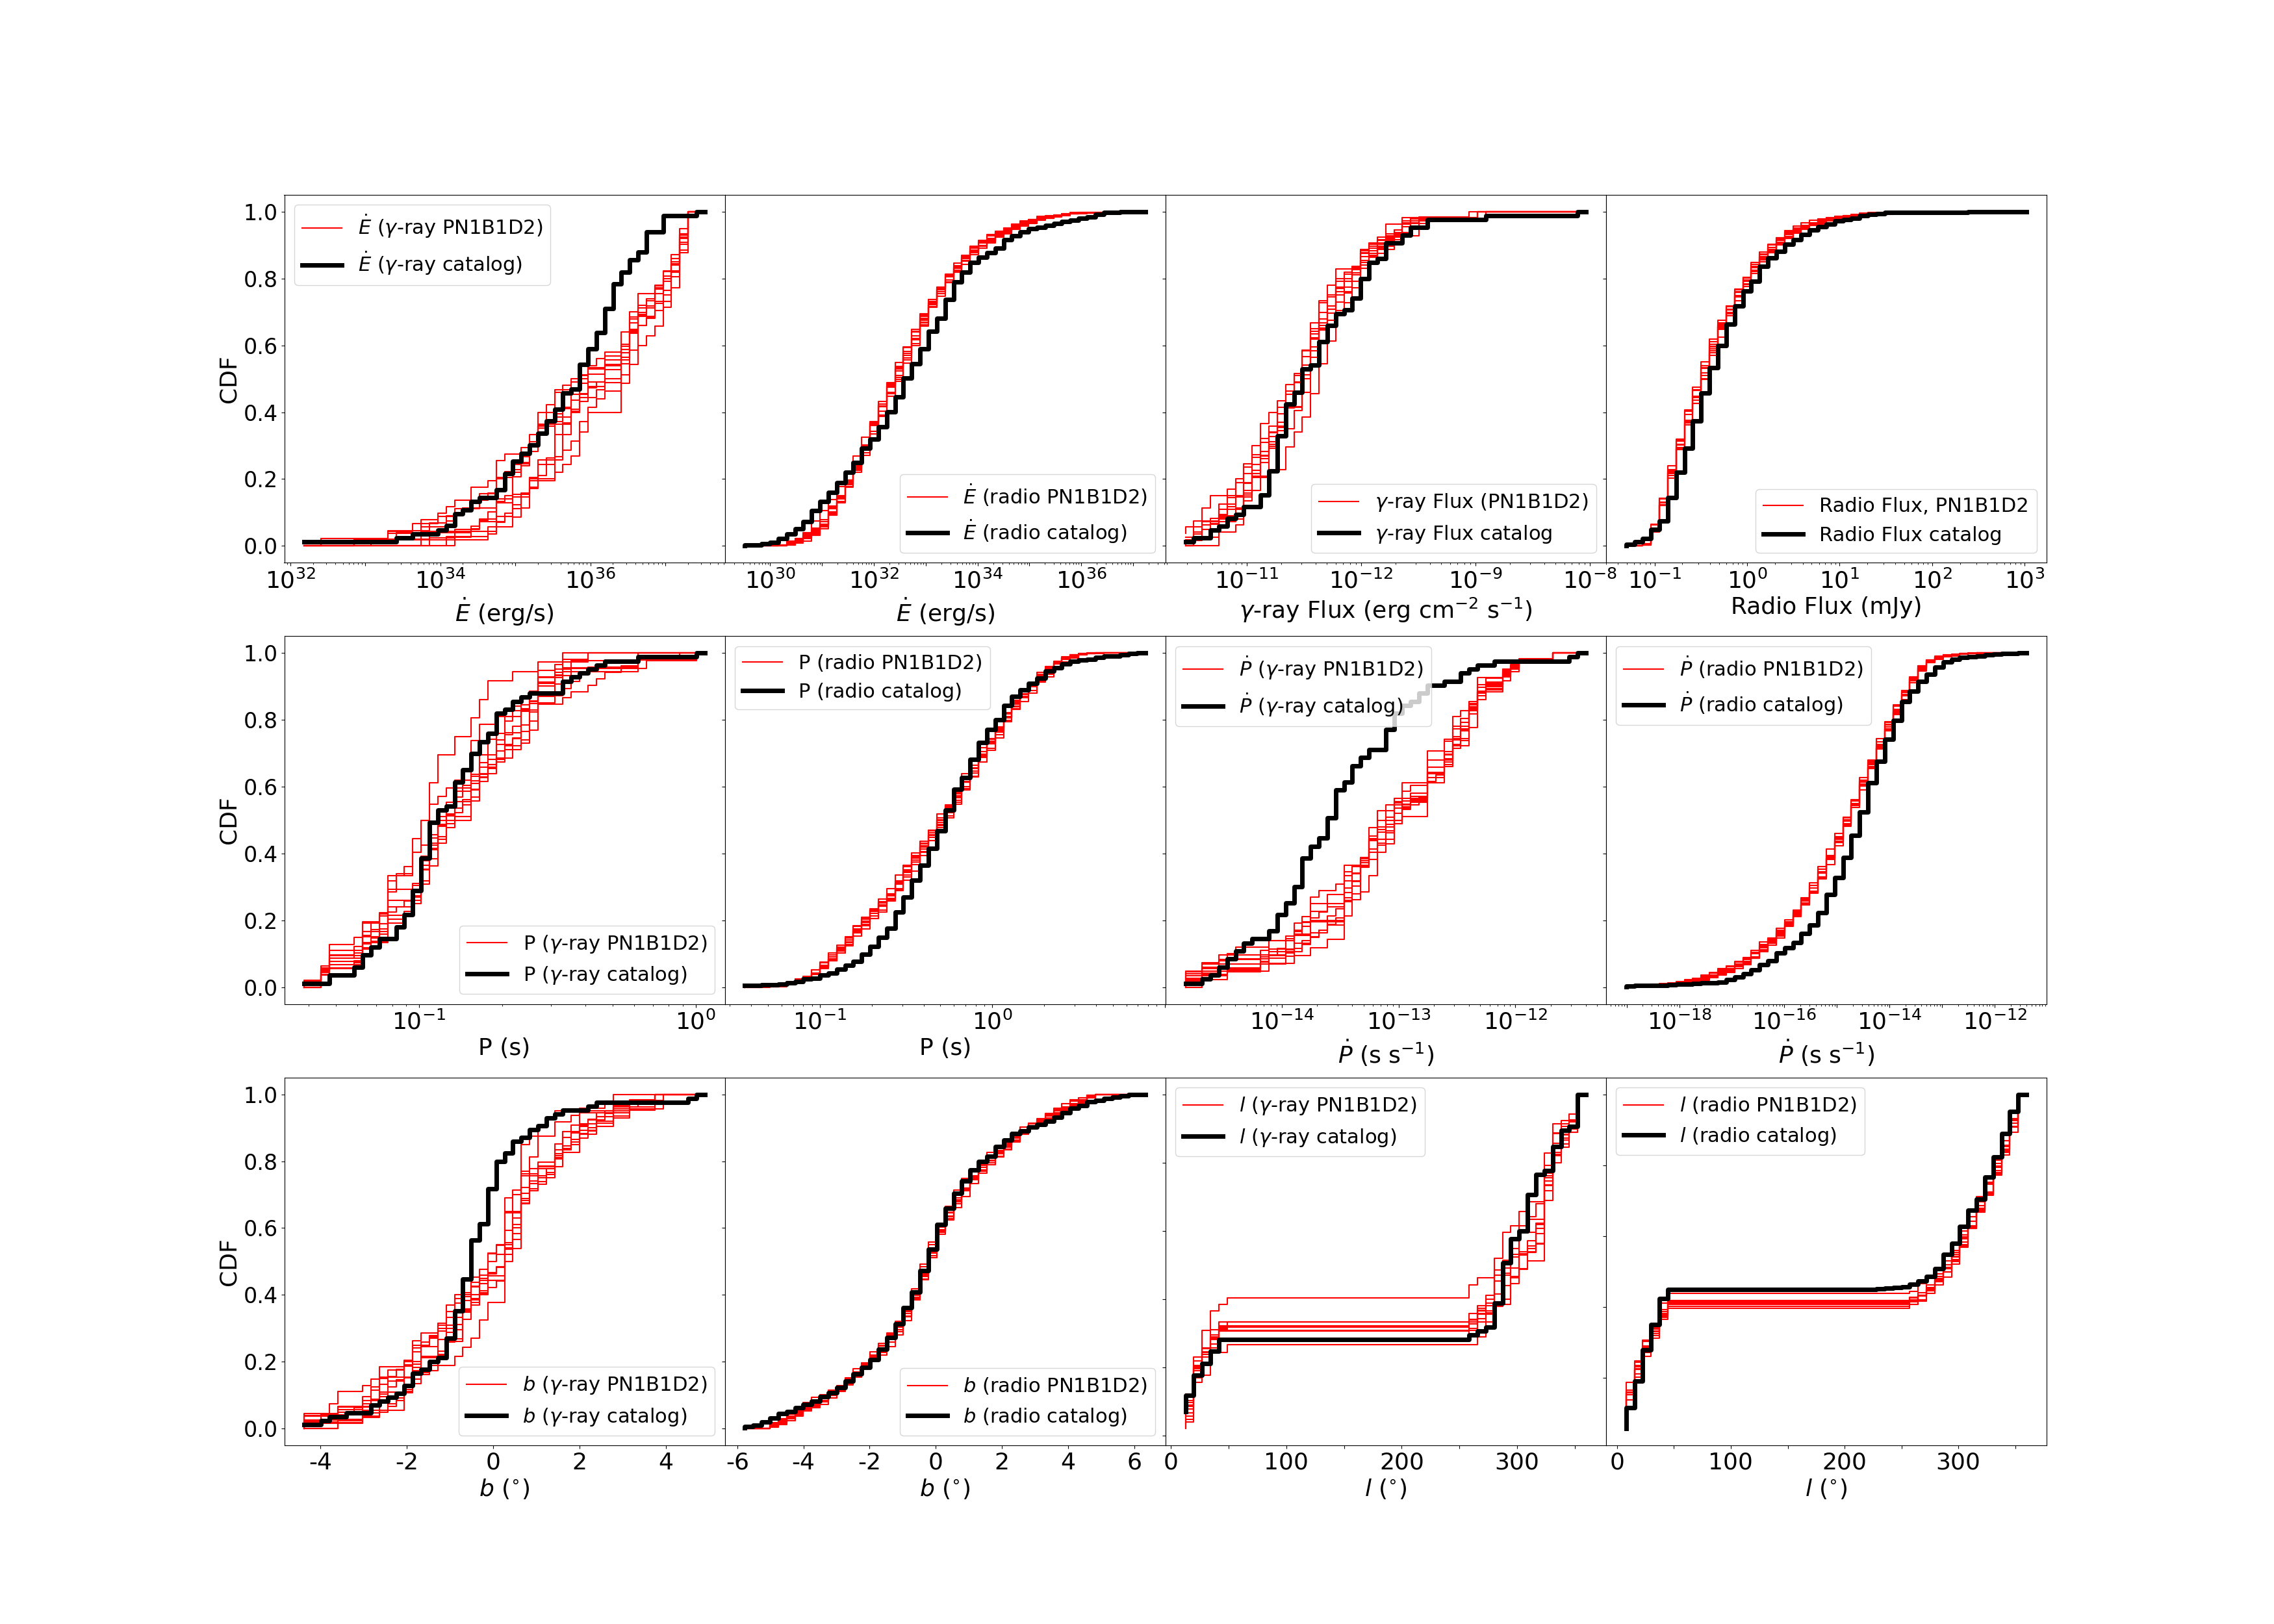 1.0
0.8
0.6
0.4
0.2
0.0
CDF
Ė (γ-ray PN1B1D2)
Ė (γ-ray catalog)
10^32 10^34 10^36
Ė (erg/s)
Ė (radio PN1B1D2)
Ė (radio catalog)
10^30 10^32 10^34 10^36
Ė (erg/s)
γ-ray Flux (PN1B1D2)
γ-ray Flux catalog
10^−11 10^−12 10^−9 10^−8
γ-ray Flux (erg cm^−2 s^−1)
Radio Flux, PN1B1D2
Radio Flux catalog
10^−1 10^0 10^1 10^2 10^3
Radio Flux (mJy)
1.0
0.8
0.6
0.4
0.2
0.0
CDF
P (γ-ray PN1B1D2)
P (γ-ray catalog)
10^−1 10^0
P (s)
P (radio PN1B1D2)
P (radio catalog)
10^−1 10^0
P (s)
Ṗ (γ-ray PN1B1D2)
Ṗ (γ-ray catalog)
10^−14 10^−13 10^−12
Ṗ (s s^−1)
Ṗ (radio PN1B1D2)
Ṗ (radio catalog)
10^−18 10^−16 10^−14 10^−12
Ṗ (s s^−1)
1.0
0.8
0.6
0.4
0.2
0.0
CDF
b (γ-ray PN1B1D2)
b (γ-ray catalog)
-4 -2 0 2 4
b (°)
b (radio PN1B1D2)
b (radio catalog)
-6 -4 -2 0 2 4 6
b (°)
l (γ-ray PN1B1D2)
l (γ-ray catalog)
0 100 200 300
l (°)
l (radio PN1B1D2)
l (radio catalog)
0 100 200 300
l (°)